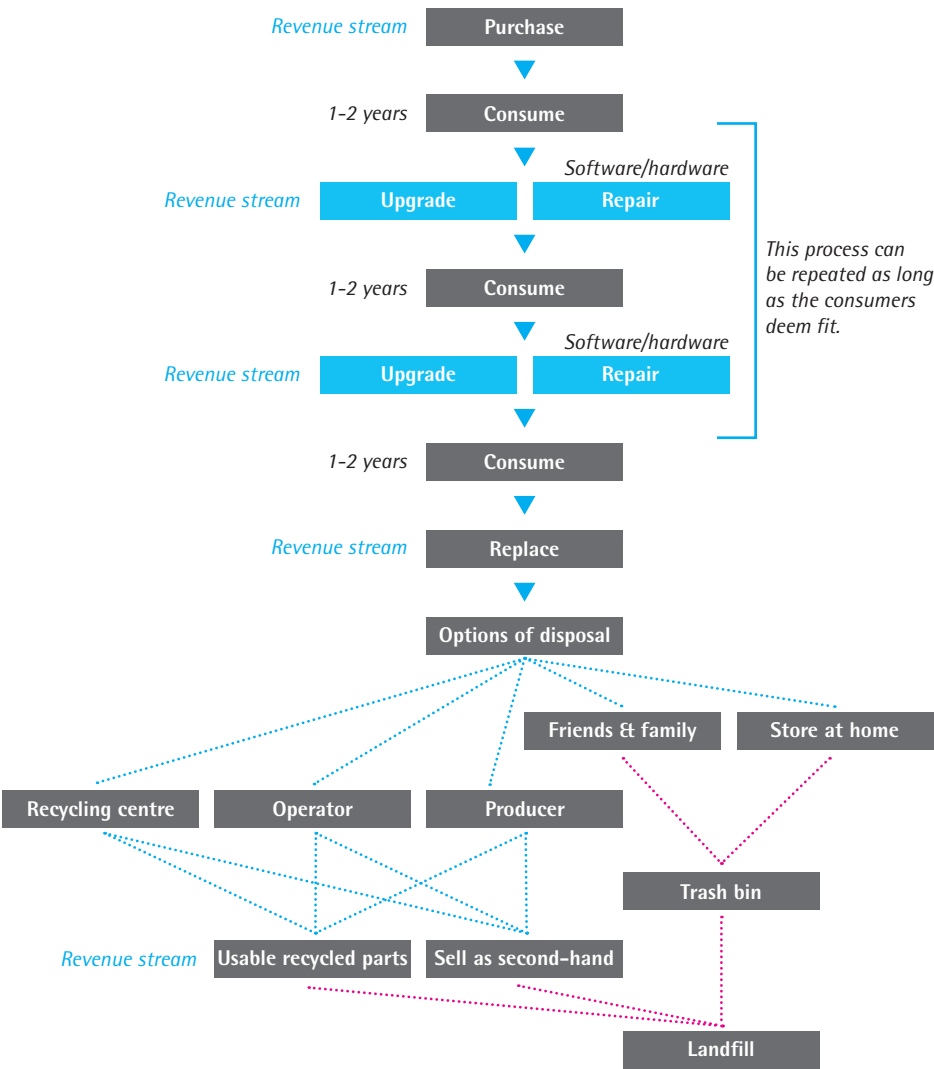 Revenue stream
Purchase
1-2 years
Consume
Software/hardware
Revenue stream
Upgrade
Repair
This process can
be repeated as long
as the consumers
deem fit.
1-2 years
Consume
Software/hardware
Revenue stream
Upgrade
Repair
1-2 years
Consume
Revenue stream
Replace
Options of disposal
Friends & family
Store at home
Recycling centre
Operator
Producer
Trash bin
Revenue stream
Usable recycled parts
Sell as second-hand
Landfill